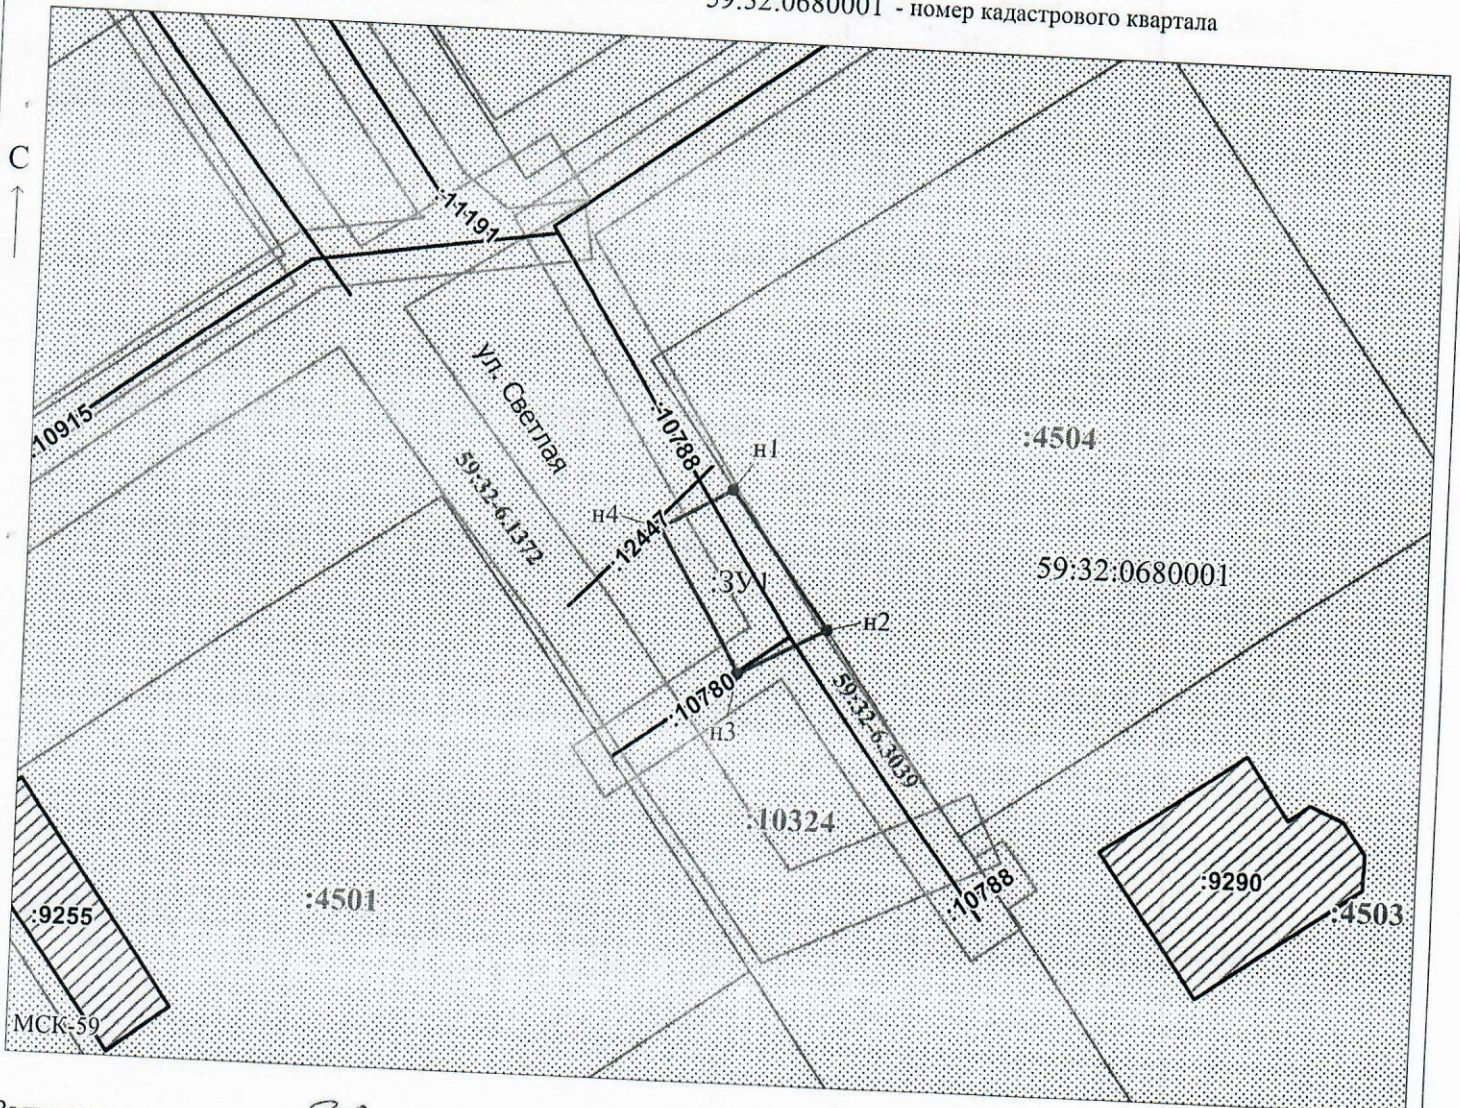 59:32:0680001 - номер кадастрового квартала
С
:11191
:10915
ул. Светлая
59:32-6.1372
:10788
н1
:4504
н4
:12447
:ЗУ1
59:32:0680001
н2
:10780
н3
59:32-6.3039
:10324
:10788
:9290
:4503
:4501
:9255
МСК-59